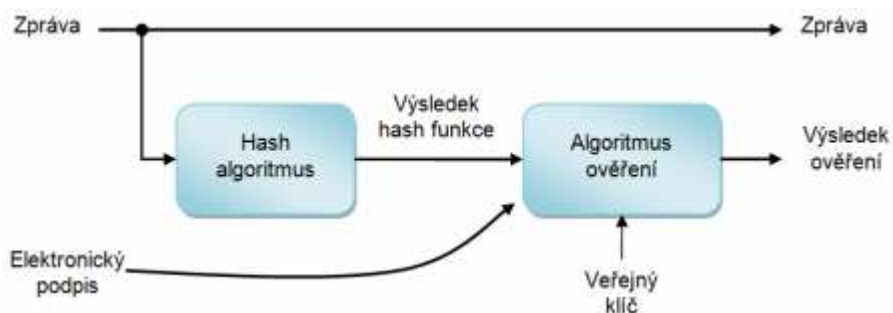 Zpráva
Zpráva
Výsledek
hash funkce
Hash
algoritmus
Algoritmus
ověření
Výsledek
ověření
Elektronický
podpis
Veřejný
klíč